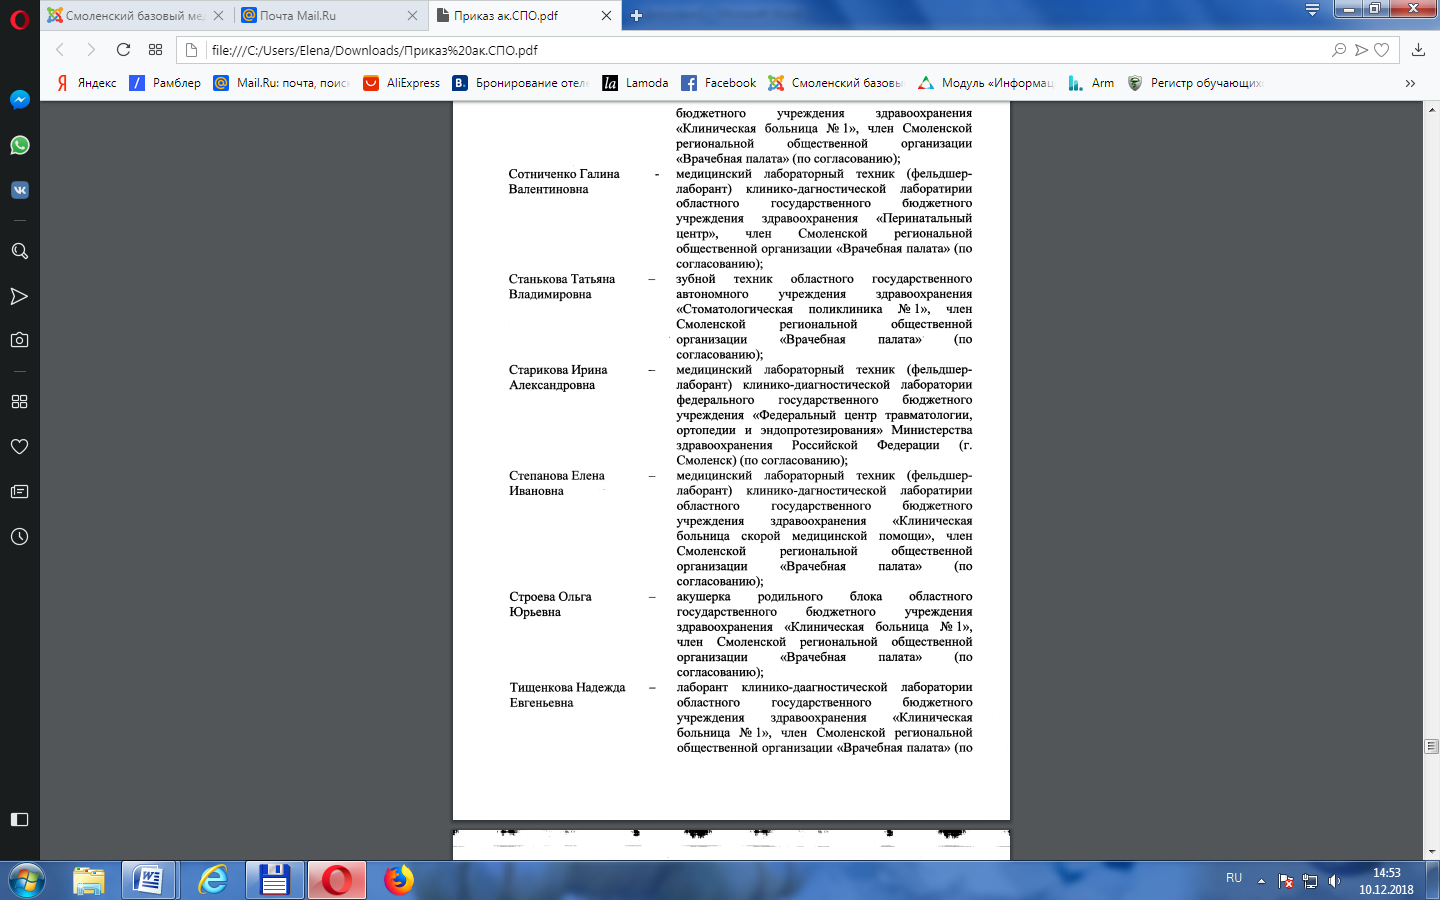 Смоленский базовый ме
Почта Mail.Ru
Приказ ак.СПО.pdf
file:///C:/Users/Elena/Downloads/Приказ%20ак.СПО.pdf
Яндекс
Рамблер
Mail.Ru: почта, поиск
AliExpress
Бронирование отеле
Lamoda
Facebook
Смоленский базовы
Модуль «Информац
Arm
Регистр обучающихс
бюджетного учреждения здравоохранения
«Клиническая больница № 1», член Смоленской
региональной общественной организации
«Врачебная палата» (по согласованию);
Сотниченко Галина - медицинский лабораторный техник (фельдшер-
Валентиновна лаборант) клинико-дагностической лаборатирии
областного государственного бюджетного
учреждения здравоохранения «Перинатальный
центр», член Смоленской региональной
общественной организации «Врачебная палата» (по
согласованию);
Станькова Татьяна – зубной техник областного государственного
Владимировна автономного учреждения здравоохранения
«Стоматологическая поликлиника № 1», член
Смоленской региональной общественной
организации «Врачебная палата» (по
согласованию);
Старикова Ирина – медицинский лабораторный техник (фельдшер-
Александровна лаборант) клинико-диагностической лаборатории
федерального государственного бюджетного
учреждения «Федеральный центр травматологии,
ортопедии и эндопротезирования» Министерства
здравоохранения Российской Федерации (г.
Смоленск) (по согласованию);
Степанова Елена – медицинский лабораторный техник (фельдшер-
Ивановна лаборант) клинико-дагностической лаборатирии
областного государственного бюджетного
учреждения здравоохранения «Клиническая
больница скорой медицинской помощи», член
Смоленской региональной общественной
организации «Врачебная палата» (по
согласованию);
Строева Ольга – акушерка родильного блока областного
Юрьевна государственного бюджетного учреждения
здравоохранения «Клиническая больница № 1»,
член Смоленской региональной общественной
организации «Врачебная палата» (по
согласованию);
Тищенкова Надежда – лаборант клинико-даагностической лаборатории
Евгеньевна областного государственного бюджетного
учреждения здравоохранения «Клиническая
больница № 1», член Смоленской региональной
общественной организации «Врачебная палата» (по
RU
14:53
10.12.2018